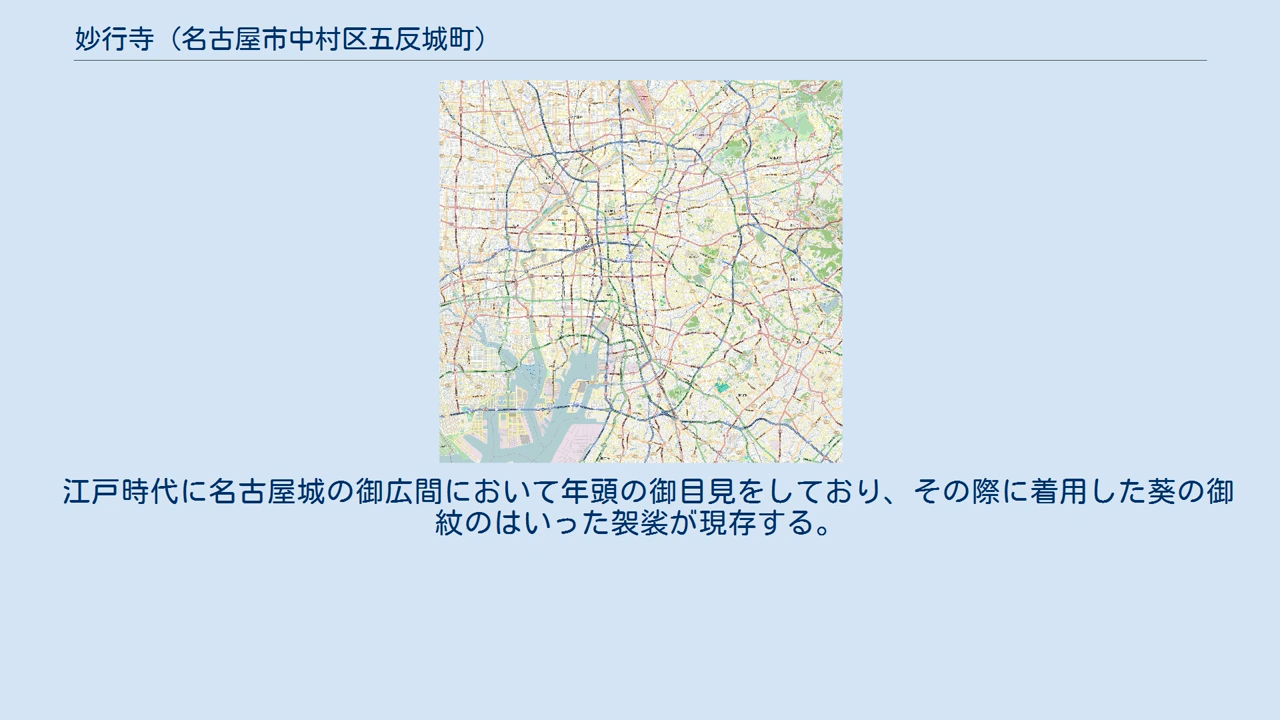 妙行寺（名古屋市中村区五反城町）
江戸時代に名古屋城の御広間において年頭の御目見をしており、その際に着用した葵の御
紋のはいった袈裟が現存する。